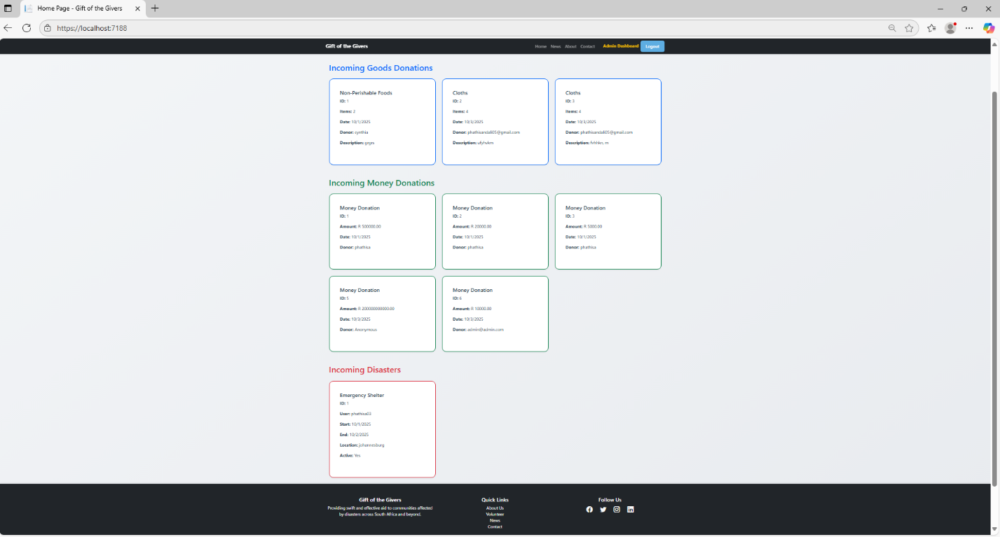 Home Page - Gift of the Givers
https://localhost:7188
Gift of the Givers
Home News About Contact Admin Dashboard Logout
Incoming Goods Donations
Non-Perishable Foods
ID: 1
Items: 2
Date: 10/1/2025
Donor: cynthia
Description: grgrs
Cloths
ID: 2
Items: 4
Date: 10/3/2025
Donor: phathisandali05@gmail.com
Description: ufyhvkm
Cloths
ID: 3
Items: 4
Date: 10/3/2025
Donor: phathisandali05@gmail.com
Description: fvhhkn, m
Incoming Money Donations
Money Donation
ID: 1
Amount: R 500000.00
Date: 10/1/2025
Donor: phathisa
Money Donation
ID: 2
Amount: R 20000.00
Date: 10/1/2025
Donor: phathisa
Money Donation
ID: 3
Amount: R 5000.00
Date: 10/1/2025
Donor: phathisa
Money Donation
ID: 5
Amount: R 200000000000.00
Date: 10/3/2025
Donor: Anonymous
Money Donation
ID: 6
Amount: R 10000.00
Date: 10/3/2025
Donor: admin@admin.com
Incoming Disasters
Emergency Shelter
ID: 1
User: phathisa03
Start: 10/1/2025
End: 10/2/2025
Location: johannesburg
Active: Yes
Gift of the Givers
Providing swift and effective aid to communities affected
by disasters across South Africa and beyond.
Quick Links
About Us
Volunteer
News
Contact
Follow Us